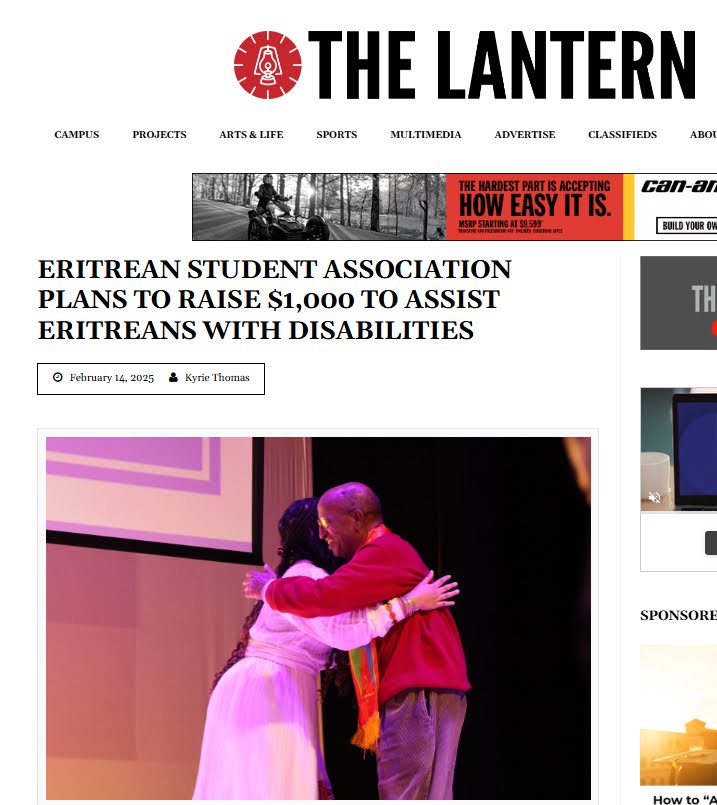 THE LANTERN
CAMPUS PROJECTS ARTS & LIFE SPORTS MULTIMEDIA ADVERTISE CLASSIFIEDS ABOU
THE HARDEST PART IS ACCEPTING
HOW EASY IT IS.
MSRP STARTING AT $9,599
can-am
BUILD YOUR OW
ERITREAN STUDENT ASSOCIATION
PLANS TO RAISE $1,000 TO ASSIST
ERITREANS WITH DISABILITIES
TH
February 14, 2025 Kyrie Thomas
SPONSORE
How to “A